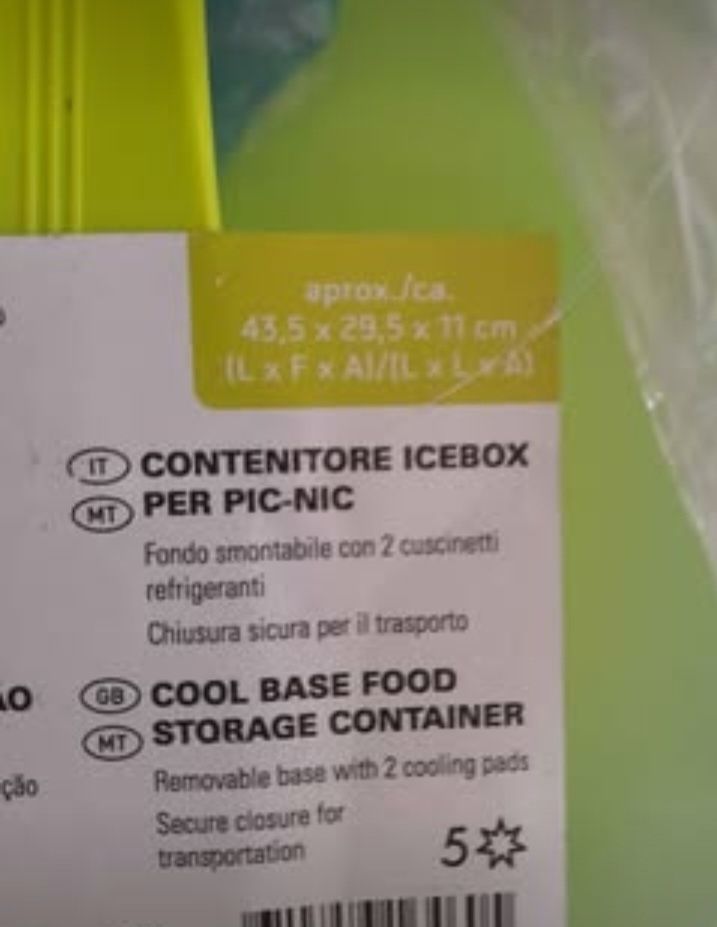 aprox./ca.
43,5 x 29,5 x 11 cm
(L x F x A)/(L x L x A)
IT CONTENITORE ICEBOX
MT PER PIC-NIC
Fondo smontabile con 2 cuscinetti
refrigeranti
Chiusura sicura per il trasporto
ÃO
ção
GB COOL BASE FOOD
MT STORAGE CONTAINER
Removable base with 2 cooling pads
Secure closure for
transportation
5